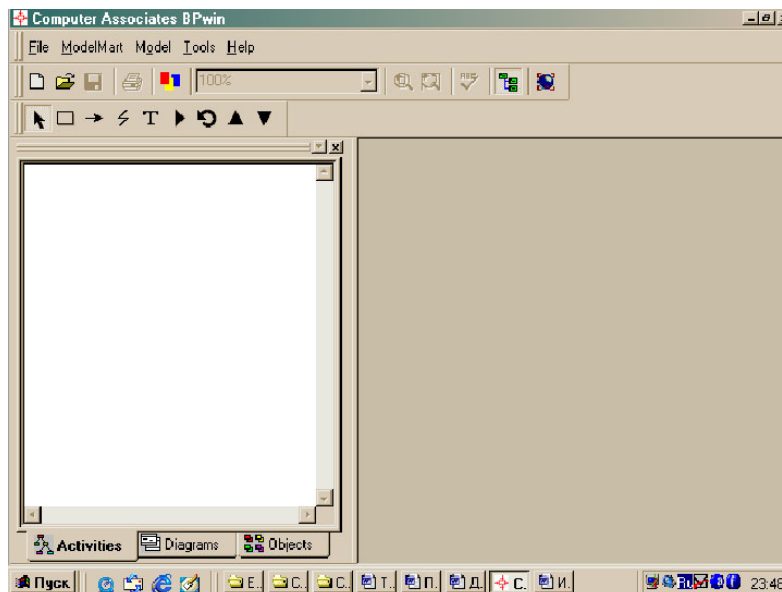 Computer Associates BPwin
File ModelMart Model Tools Help
100%
T
Activities Diagrams Objects
Пуск Е.. С.. С.. Т.. П.. Д.. С.. И.. 23:48